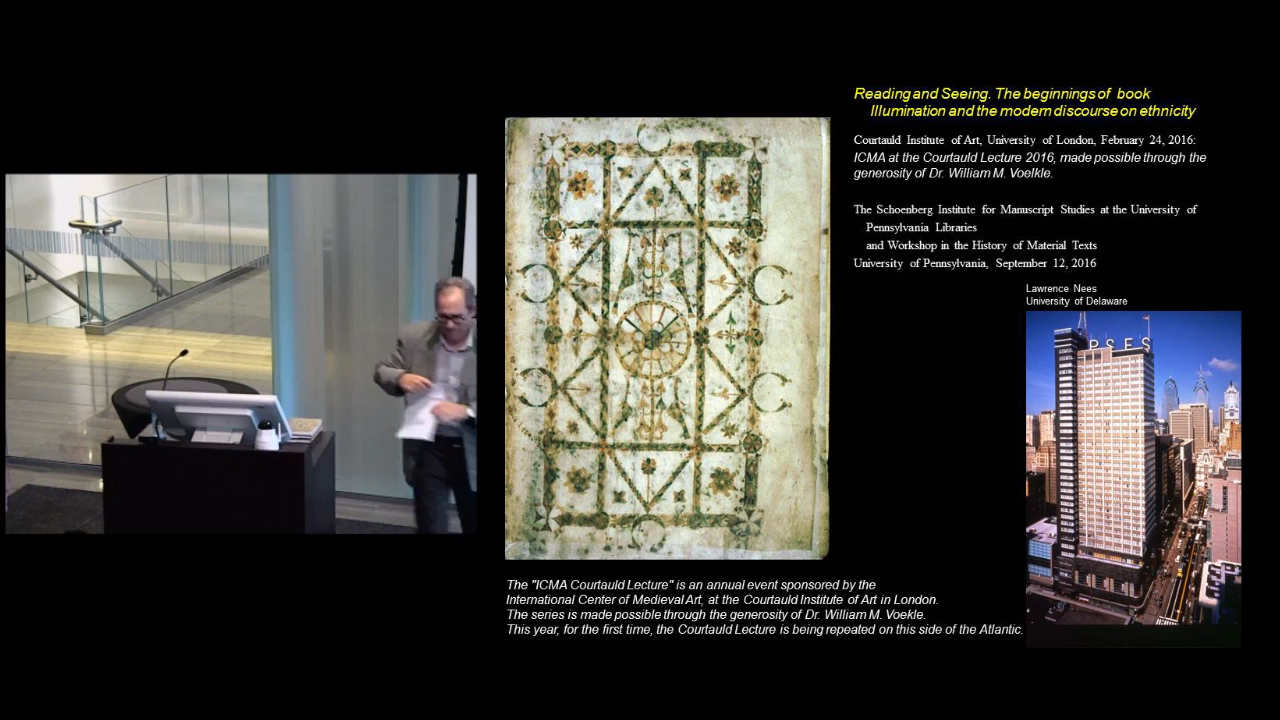 Reading and Seeing. The beginnings of book
Illumination and the modern discourse on ethnicity
Courtauld Institute of Art, University of London, February 24, 2016:
ICMA at the Courtauld Lecture 2016, made possible through the
generosity of Dr. William M. Voelkle.
The Schoenberg Institute for Manuscript Studies at the University of
Pennsylvania Libraries
and Workshop in the History of Material Texts
University of Pennsylvania, September 12, 2016
Lawrence Nees
University of Delaware
PSFS
The "ICMA Courtauld Lecture" is an annual event sponsored by the
International Center of Medieval Art, at the Courtauld Institute of Art in London.
The series is made possible through the generosity of Dr. William M. Voekle.
This year, for the first time, the Courtauld Lecture is being repeated on this side of the Atlantic.